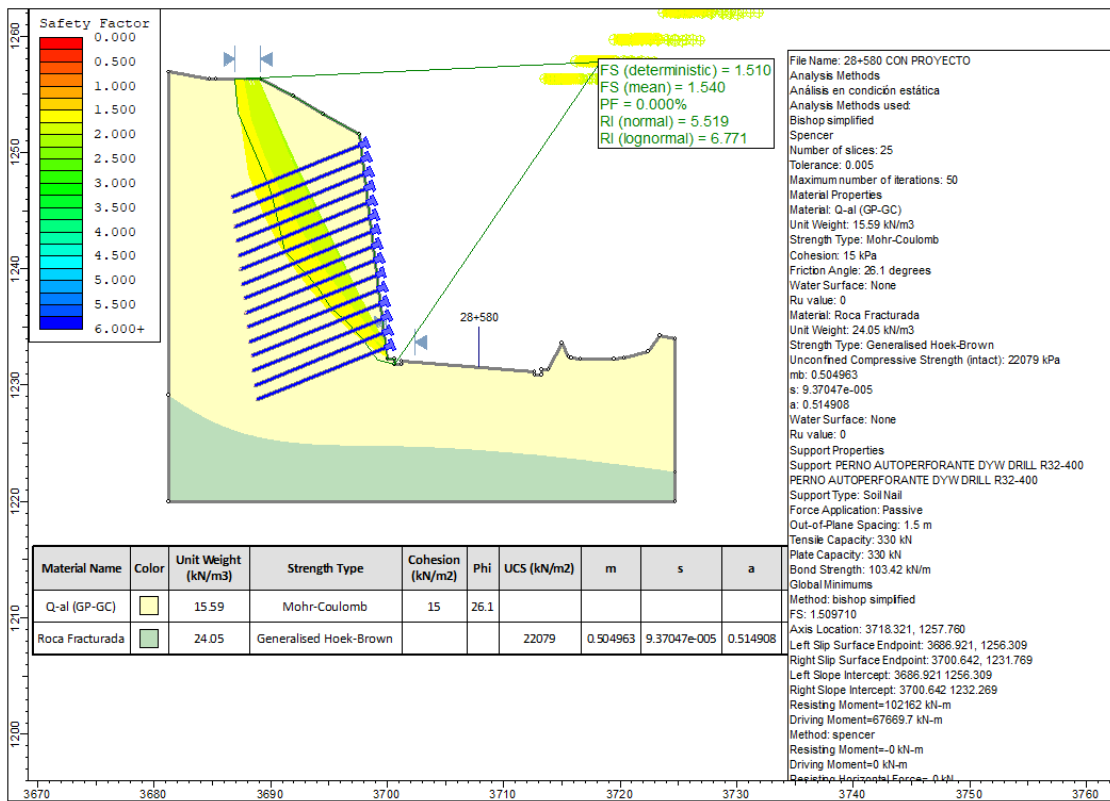 Safety Factor
0.000
0.500
1.000
1.500
2.000
2.500
3.000
3.500
4.000
4.500
5.000
5.500
6.000+
FS (deterministic) = 1.510
FS (mean) = 1.540
PF = 0.000%
RI (normal) = 5.519
RI (lognormal) = 6.771
28+580
File Name: 28+580 CON PROYECTO
Analysis Methods
Análisis en condición estática
Analysis Methods used:
Bishop simplified
Spencer
Number of slices: 25
Tolerance: 0.005
Maximum number of iterations: 50
Material Properties
Material: Q-al (GP-GC)
Unit Weight: 15.59 kN/m3
Strength Type: Mohr-Coulomb
Cohesion: 15 kPa
Friction Angle: 26.1 degrees
Water Surface: None
Ru value: 0
Material: Roca Fracturada
Unit Weight: 24.05 kN/m3
Strength Type: Generalised Hoek-Brown
Unconfined Compressive Strength (intact): 22079 kPa
mb: 0.504963
s: 9.37047e-005
a: 0.514908
Water Surface: None
Ru value: 0
Support Properties
Support: PERNO AUTOPERFORANTE DYW DRILL R32-400
PERNO AUTOPERFORANTE DYW DRILL R32-400
Support Type: Soil Nail
Force Application: Passive
Out-of-Plane Spacing: 1.5 m
Tensile Capacity: 330 kN
Plate Capacity: 330 kN
Bond Strength: 103.42 kN/m
Global Minimums
Method: bishop simplified
FS: 1.509710
Axis Location: 3718.321, 1257.760
Left Slip Surface Endpoint: 3686.921, 1256.309
Right Slip Surface Endpoint: 3700.642, 1231.769
Left Slope Intercept: 3686.921 1256.309
Right Slope Intercept: 3700.642 1232.269
Resisting Moment=102162 kN-m
Driving Moment=67669.7 kN-m
Method: spencer
Resisting Moment=-0 kN-m
Driving Moment=0 kN-m
Resisting Horizontal Force=-0 kN
Material Name Color Unit Weight (kN/m3) Strength Type Cohesion (kN/m2) Phi UCS (kN/m2) m s a
Q-al (GP-GC) 15.59 Mohr-Coulomb 15 26.1
Roca Fracturada 24.05 Generalised Hoek-Brown 22079 0.504963 9.37047e-005 0.514908
1260
1250
1240
1230
1220
1210
1200
3670 3680 3690 3700 3710 3720 3730 3740 3750 3760